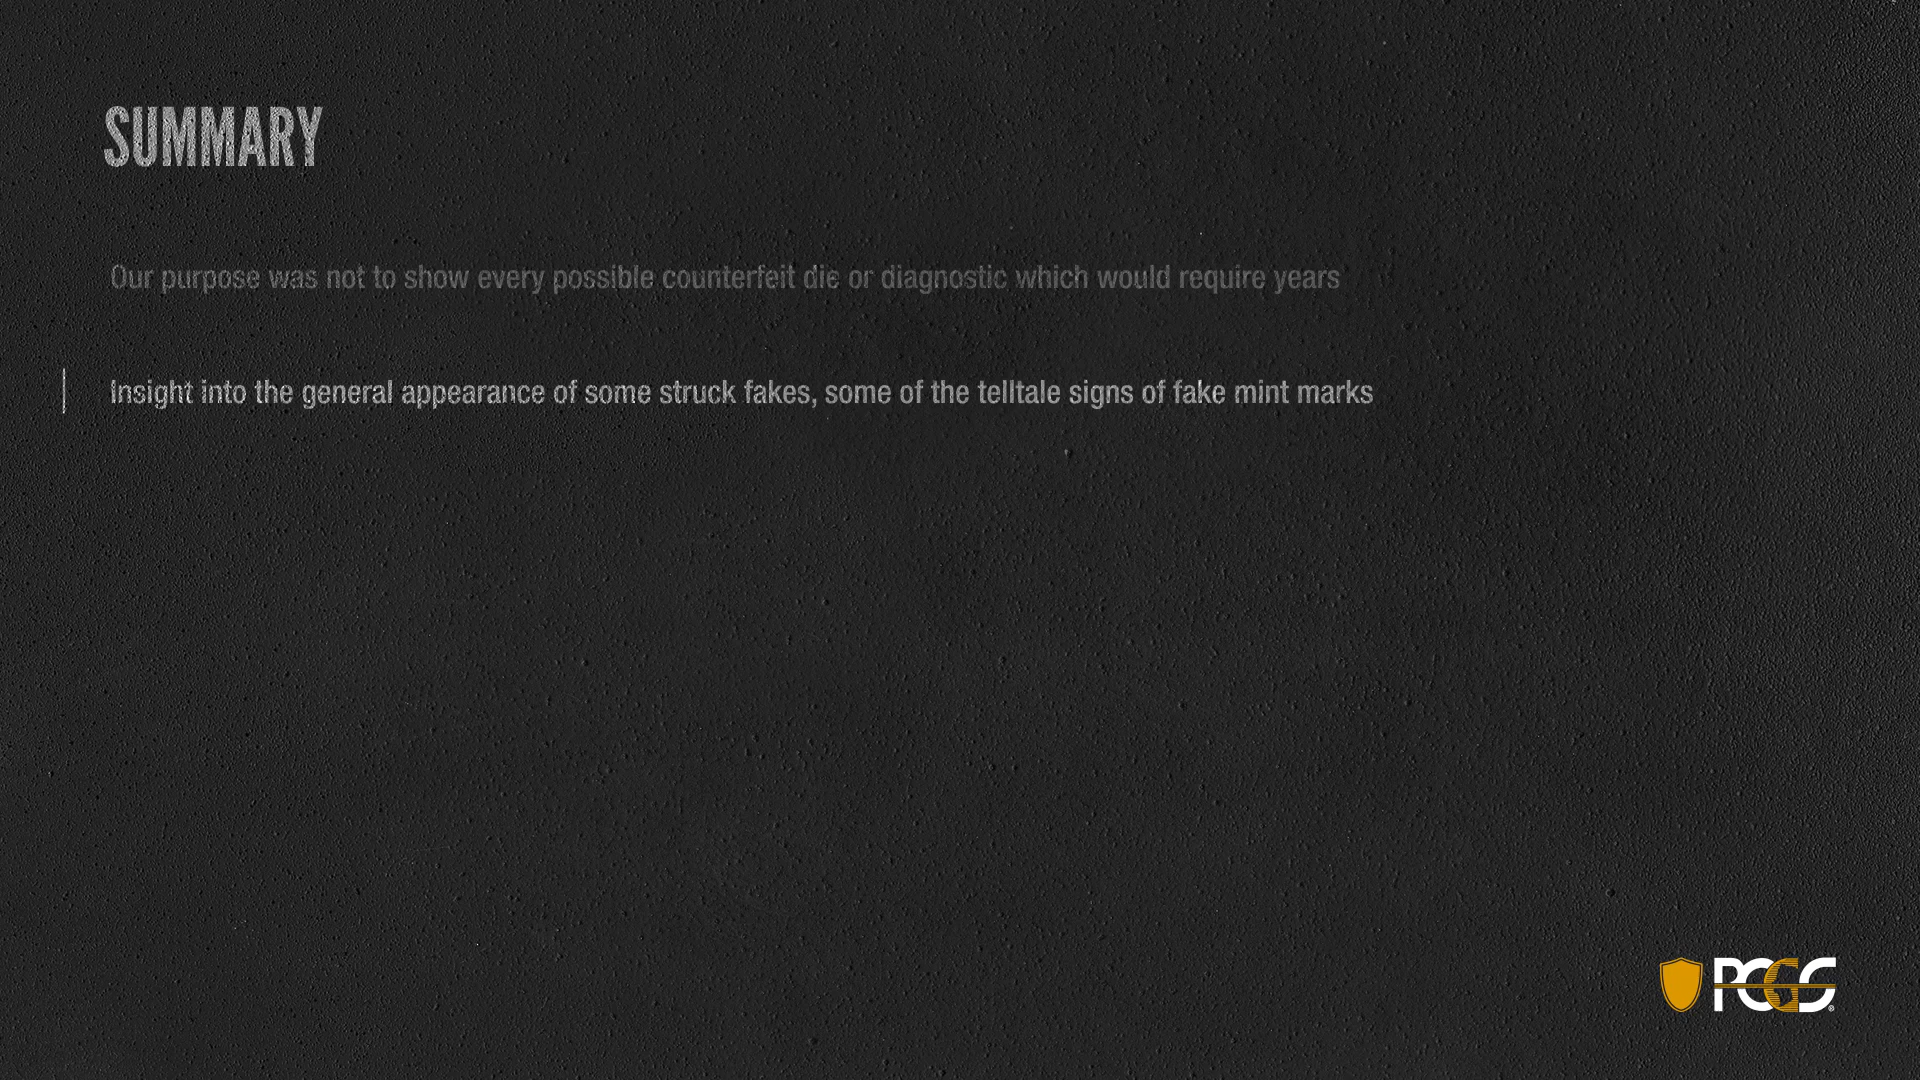 SUMMARY
Our purpose was not to show every possible counterfeit die or diagnostic which would require years
Insight into the general appearance of some struck fakes, some of the telltale signs of fake mint marks
PCGS®